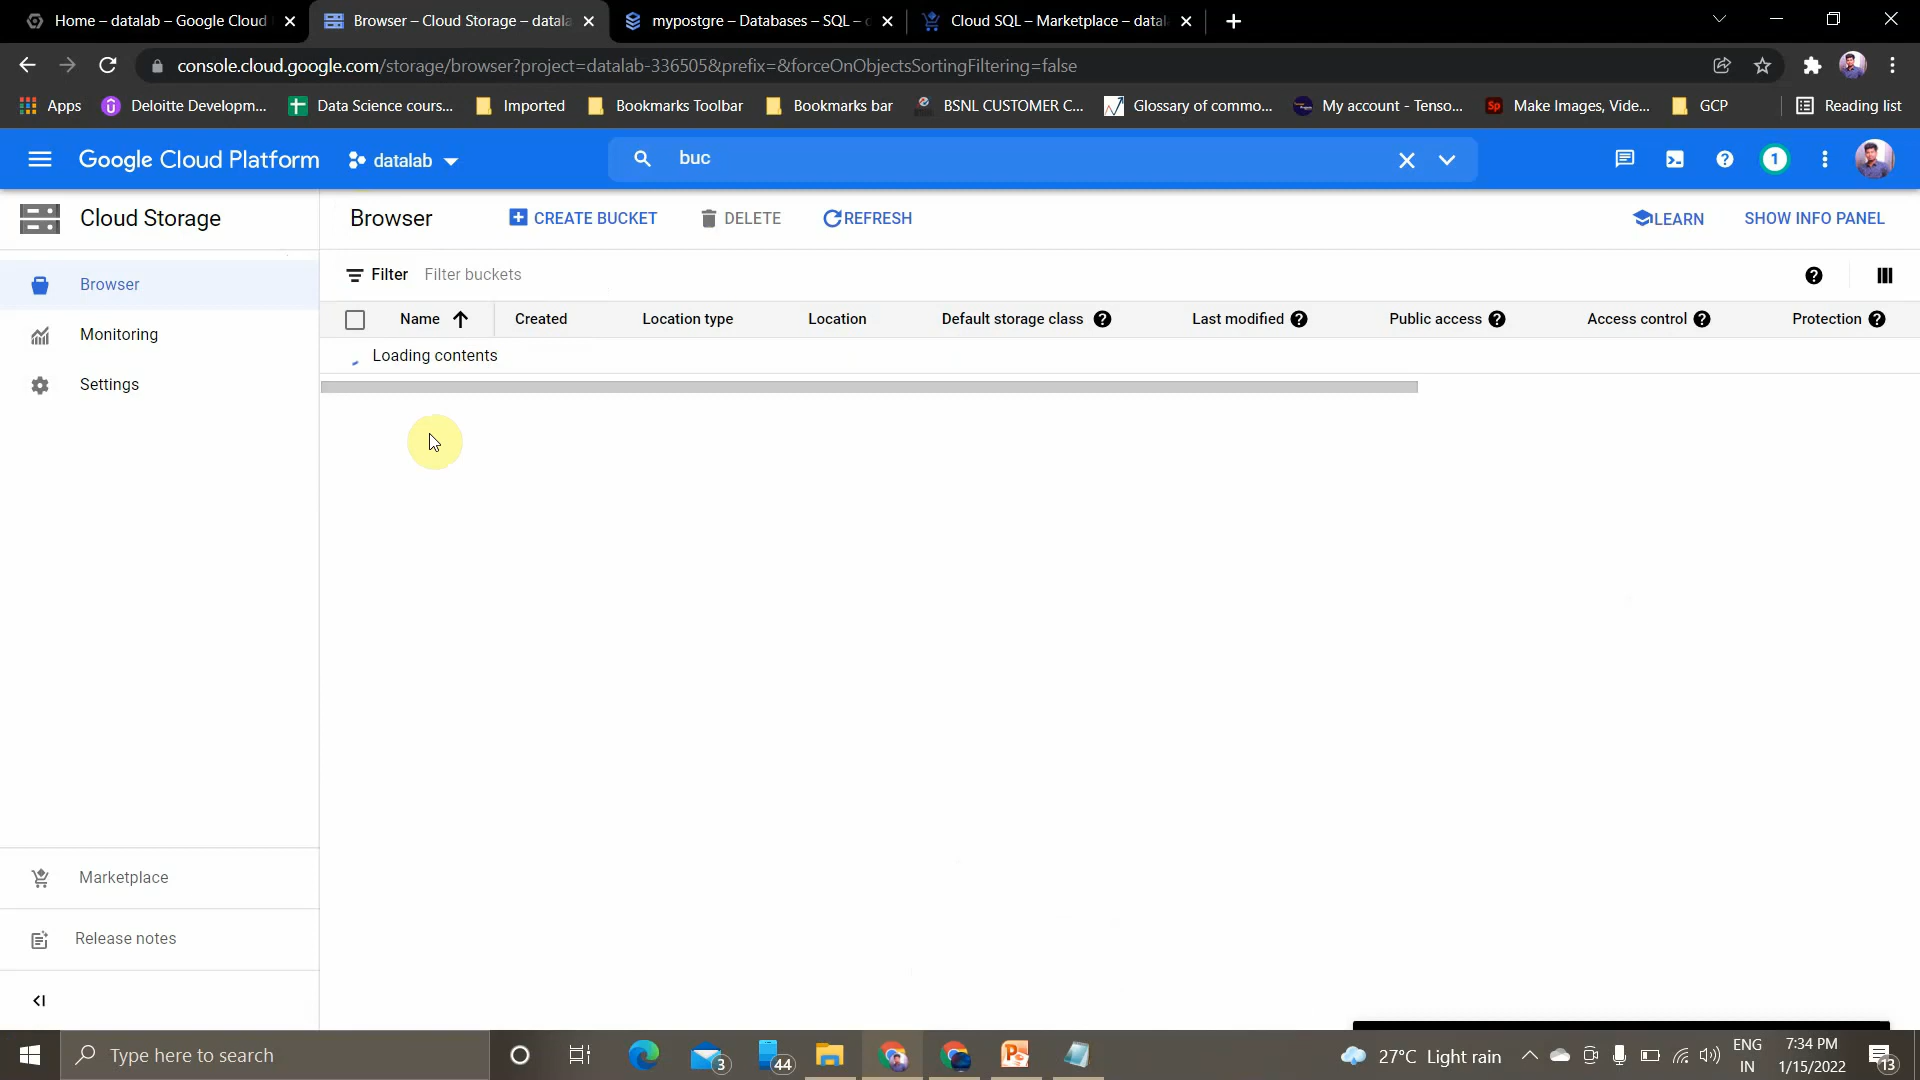 Home – datalab – Google Cloud
Browser – Cloud Storage – datala
mypostgre – Databases – SQL –
Cloud SQL – Marketplace – datal
console.cloud.google.com/storage/browser?project=datalab-336505&prefix=&forceOnObjectsSortingFiltering=false
Apps
Deloitte Developm...
Data Science cours...
Imported
Bookmarks Toolbar
Bookmarks bar
BSNL CUSTOMER C...
Glossary of commo...
My account - Tenso...
Sp
Make Images, Vide...
GCP
Reading list
Google Cloud Platform
datalab
buc
1
Cloud Storage
Browser
CREATE BUCKET
DELETE
REFRESH
LEARN
SHOW INFO PANEL
Browser
Monitoring
Settings
Filter Filter buckets
Name
Created
Location type
Location
Default storage class
Last modified
Public access
Access control
Protection
Loading contents
Marketplace
Release notes
Type here to search
3
44
27°C Light rain
ENG
IN
7:34 PM
1/15/2022
13